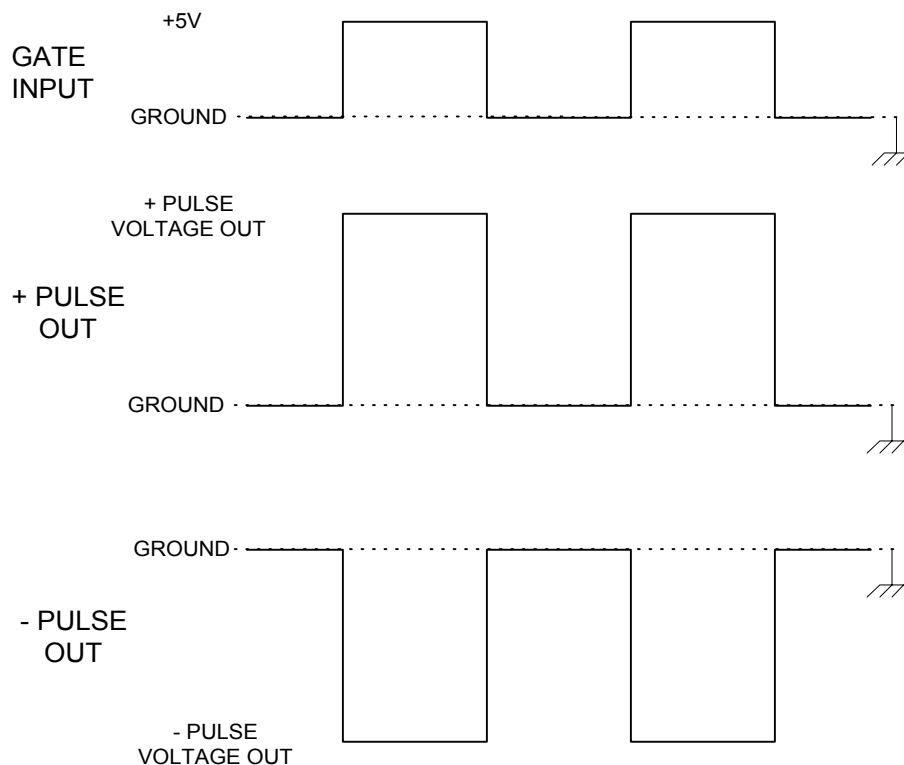 +5V
GATE
INPUT
GROUND
+ PULSE
VOLTAGE OUT
+ PULSE
OUT
GROUND
GROUND
- PULSE
OUT
- PULSE
VOLTAGE OUT